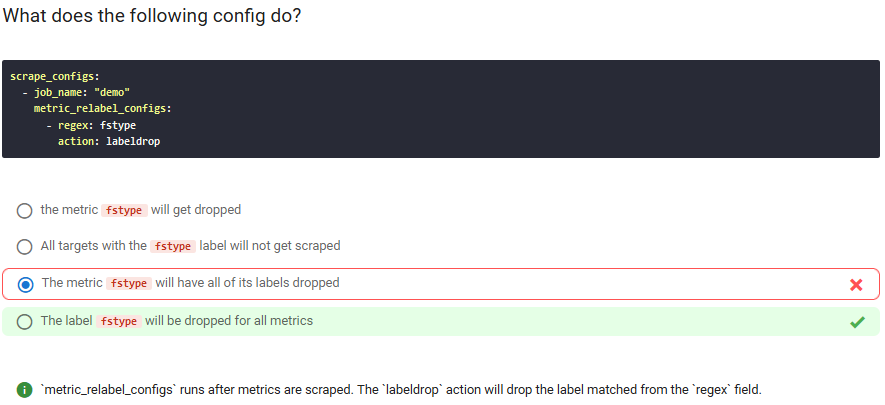 What does the following config do?
scrape_configs:
  - job_name: "demo"
    metric_relabel_configs:
      - regex: fstype
        action: labeldrop
the metric fstype will get dropped
All targets with the fstype label will not get scraped
The metric fstype will have all of its labels dropped
The label fstype will be dropped for all metrics
`metric_relabel_configs` runs after metrics are scraped. The `labeldrop` action will drop the label matched from the `regex` field.